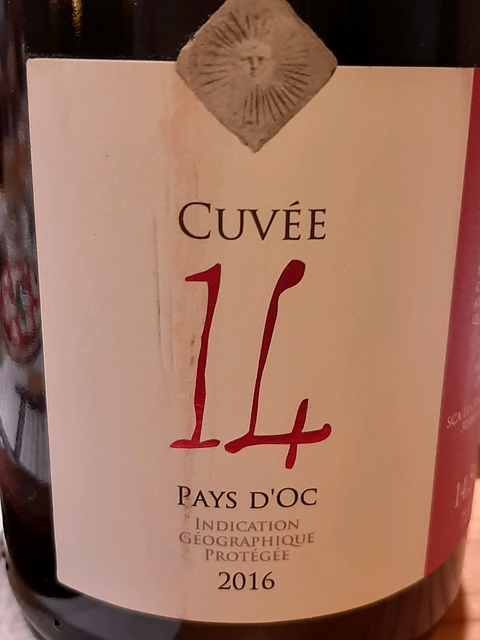 CUVÉE
14
PAYS D'OC
INDICATION
GÉOGRAPHIQUE
PROTÉGÉE
2016